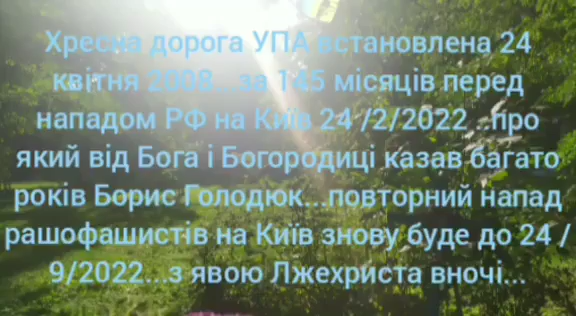 Хресна дорога УПА встановлена 24
квітня 2008...за 145 місяців перед
нападом РФ на Київ 24 /2/2022 ...про
який від Бога і Богородиці казав багато
років Борис Голодюк...повторний напад
рашофашистів на Київ знову буде до 24 /
9/2022...з явою Лжехриста вночі...